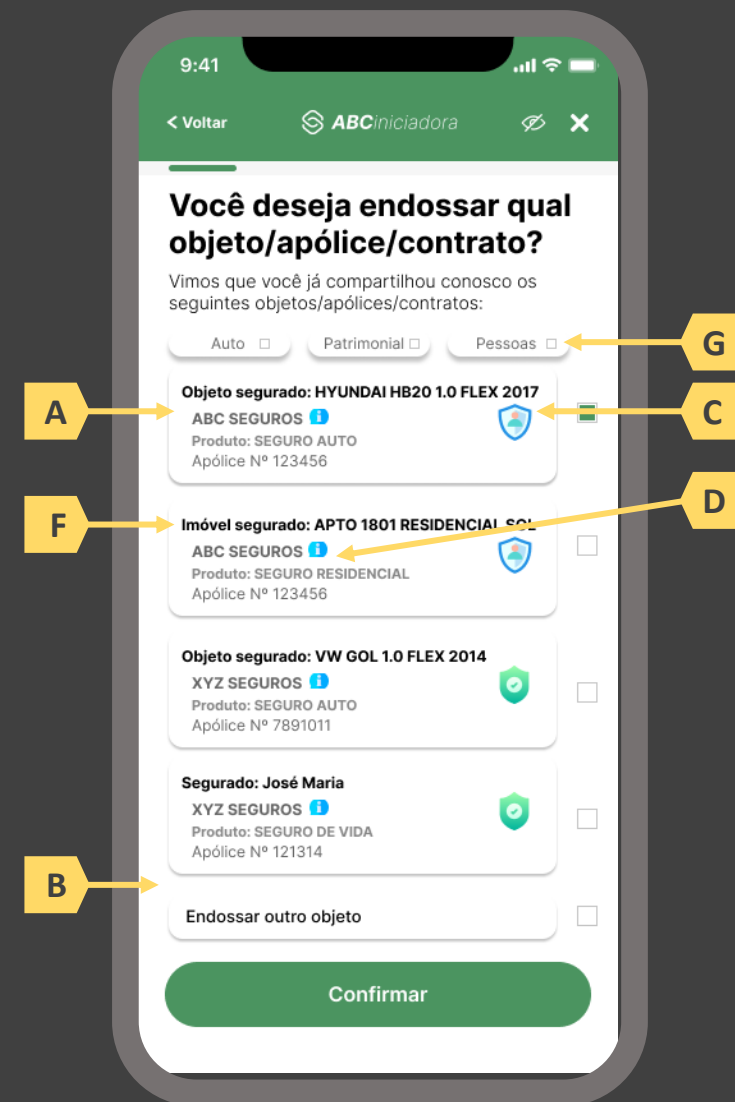 9:41
< Voltar
ABCiniciadora
Você deseja endossar qual
objeto/apólice/contrato?
Vimos que você já compartilhou conosco os
seguintes objetos/apólices/contratos:
Auto
Patrimonial
Pessoas
G
A
Objeto segurado: HYUNDAI HB20 1.0 FLEX 2017
ABC SEGUROS i
Produto: SEGURO AUTO
Apólice Nº 123456
C
D
F
Imóvel segurado: APTO 1801 RESIDENCIAL SOL
ABC SEGUROS i
Produto: SEGURO RESIDENCIAL
Apólice Nº 123456
Objeto segurado: VW GOL 1.0 FLEX 2014
XYZ SEGUROS i
Produto: SEGURO AUTO
Apólice Nº 7891011
Segurado: José Maria
XYZ SEGUROS i
Produto: SEGURO DE VIDA
Apólice Nº 121314
B
Endossar outro objeto
Confirmar